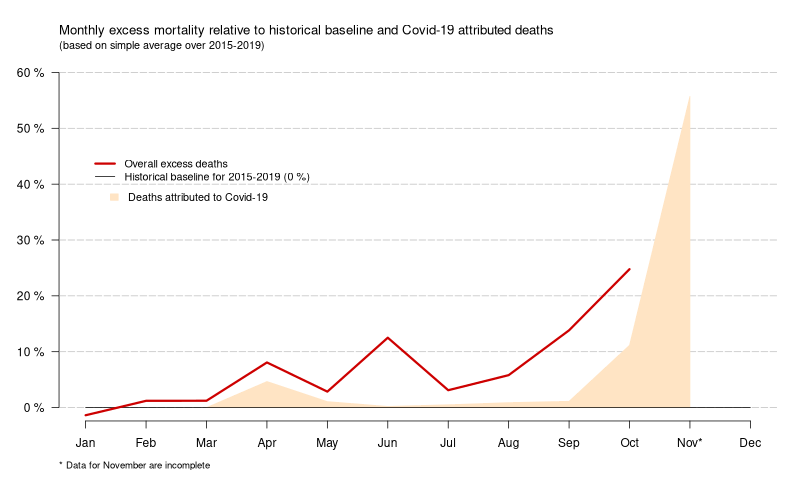 Monthly excess mortality relative to historical baseline and Covid-19 attributed deaths
(based on simple average over 2015-2019)
60 %
50 %
Overall excess deaths
Historical baseline for 2015-2019 (0 %)
40 %
Deaths attributed to Covid-19
30 %
20 %
10 %
0 %
Jan Feb Mar Apr May Jun Jul Aug Sep Oct Nov* Dec
* Data for November are incomplete